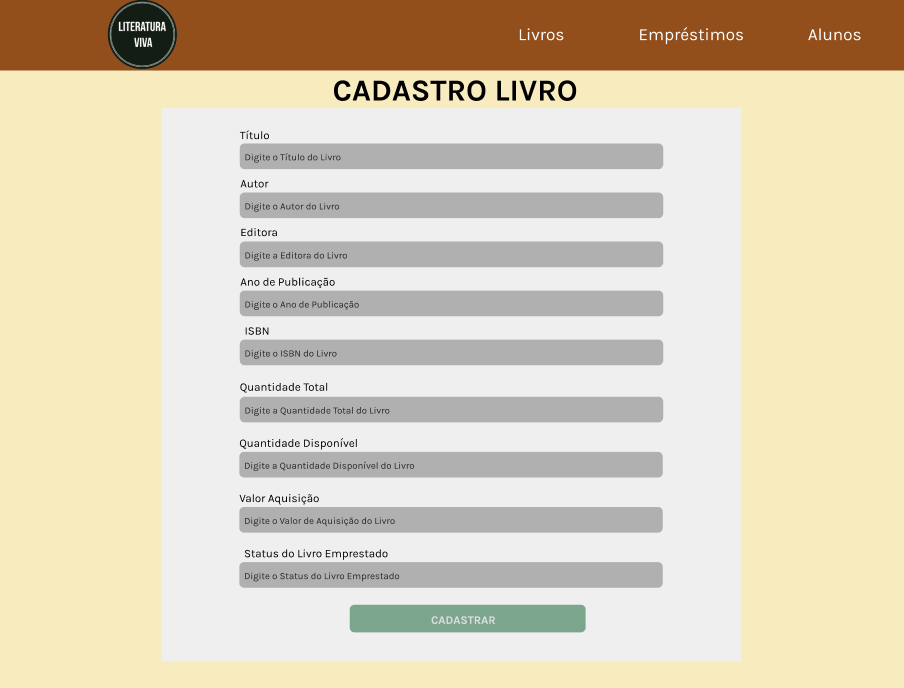 LITERATURA
VIVA
Livros
Empréstimos
Alunos
CADASTRO LIVRO
Título
Digite o Título do Livro
Autor
Digite o Autor do Livro
Editora
Digite a Editora do Livro
Ano de Publicação
Digite o Ano de Publicação
ISBN
Digite o ISBN do Livro
Quantidade Total
Digite a Quantidade Total do Livro
Quantidade Disponível
Digite a Quantidade Disponível do Livro
Valor Aquisição
Digite o Valor de Aquisição do Livro
Status do Livro Emprestado
Digite o Status do Livro Emprestado
CADASTRAR